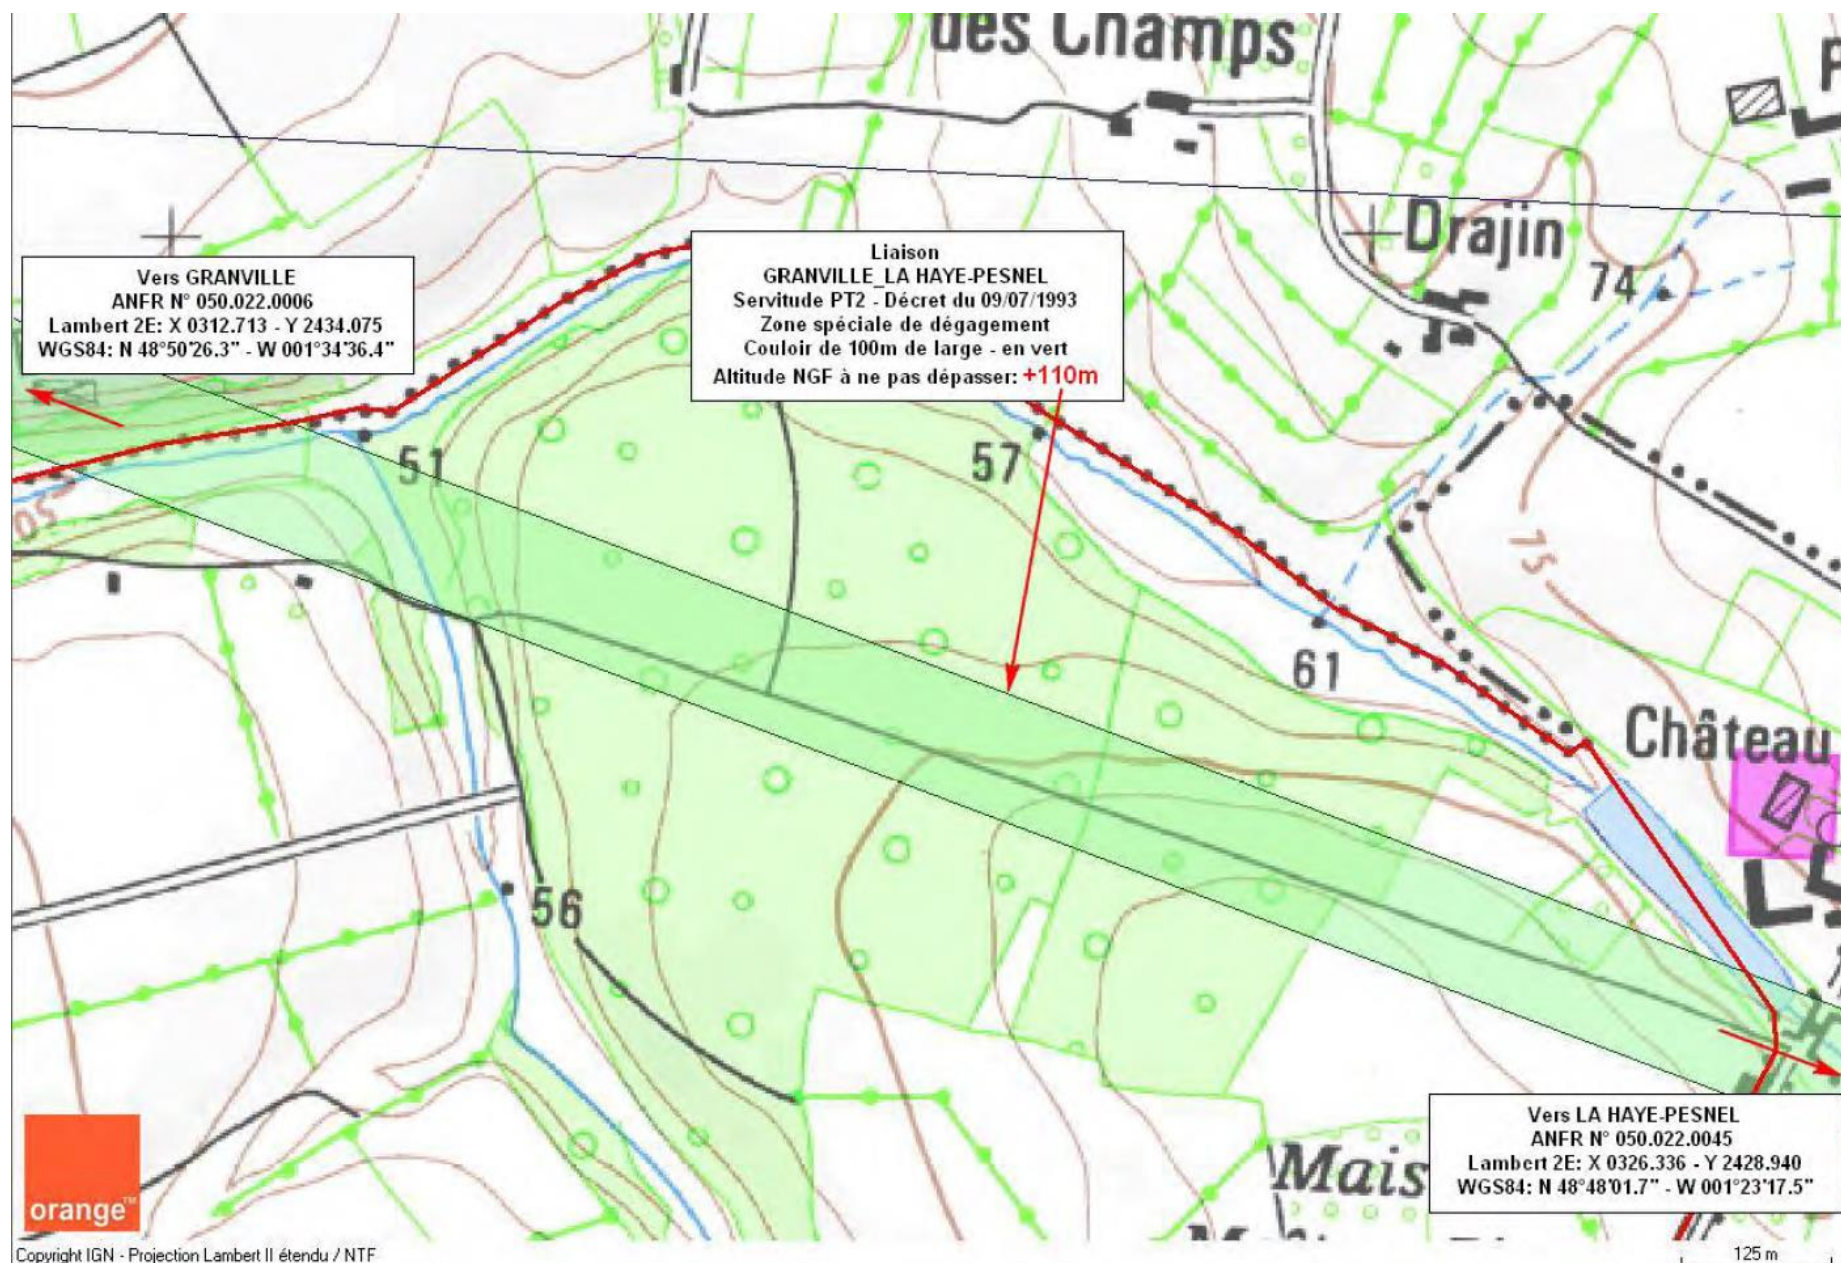 des Champs
Drajin
74
Vers GRANVILLE
ANFR N° 050.022.0006
Lambert 2E: X 0312.713 - Y 2434.075
WGS84: N 48°50'26.3" - W 001°34'36.4"
Liaison
GRANVILLE_LA HAYE-PESNEL
Servitude PT2 - Décret du 09/07/1993
Zone spéciale de dégagement
Couloir de 100m de large - en vert
Altitude NGF à ne pas dépasser: +110m
51
57
50
75
61
Château
56
Vers LA HAYE-PESNEL
ANFR N° 050.022.0045
Lambert 2E: X 0326.336 - Y 2428.940
WGS84: N 48°48'01.7" - W 001°23'17.5"
Mais
orange™
Copyright IGN - Projection Lambert II étendu / NTF
125 m